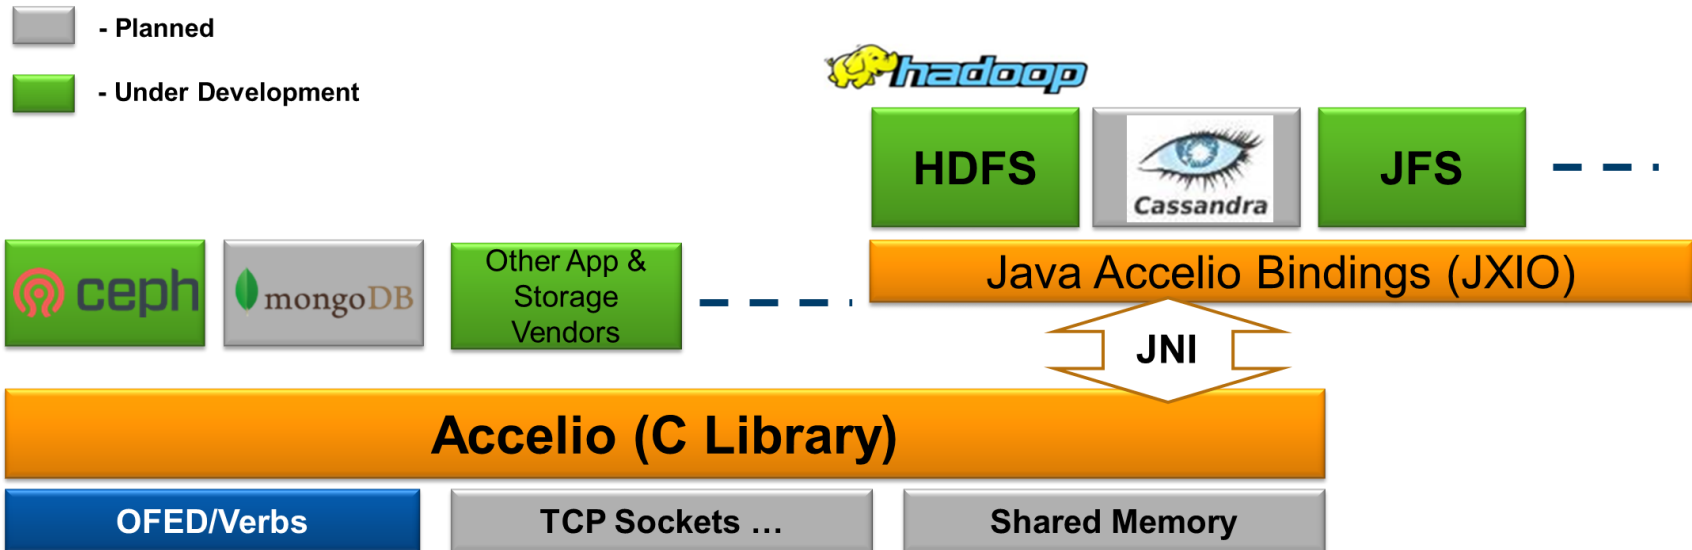 - Planned
- Under Development
hadoop
HDFS
Cassandra
JFS
Java Accelio Bindings (JXIO)
ceph
mongoDB
Other App &
Storage
Vendors
JNI
Accelio (C Library)
OFED/Verbs
TCP Sockets ...
Shared Memory